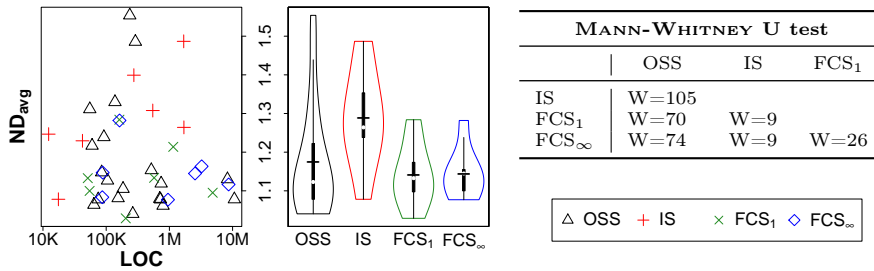 ND_avg
1.5
1.4
1.3
1.2
1.1
10K 100K 1M 10M
LOC
OSS IS FCS₁ FCS∞
MANN-WHITNEY U test
OSS IS FCS₁
IS W=105
FCS₁ W=70 W=9
FCS∞ W=74 W=9 W=26
OSS IS FCS₁ FCS∞